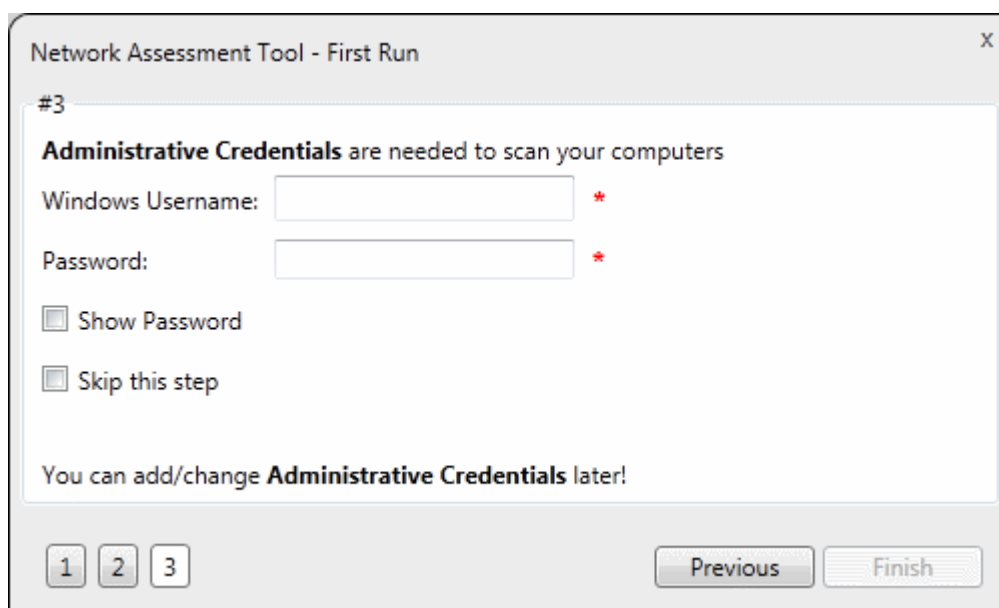 Network Assessment Tool - First Run
x
#3
Administrative Credentials are needed to scan your computers
Windows Username: *
Password: *
Show Password
Skip this step
You can add/change Administrative Credentials later!
1 2 3 Previous Finish